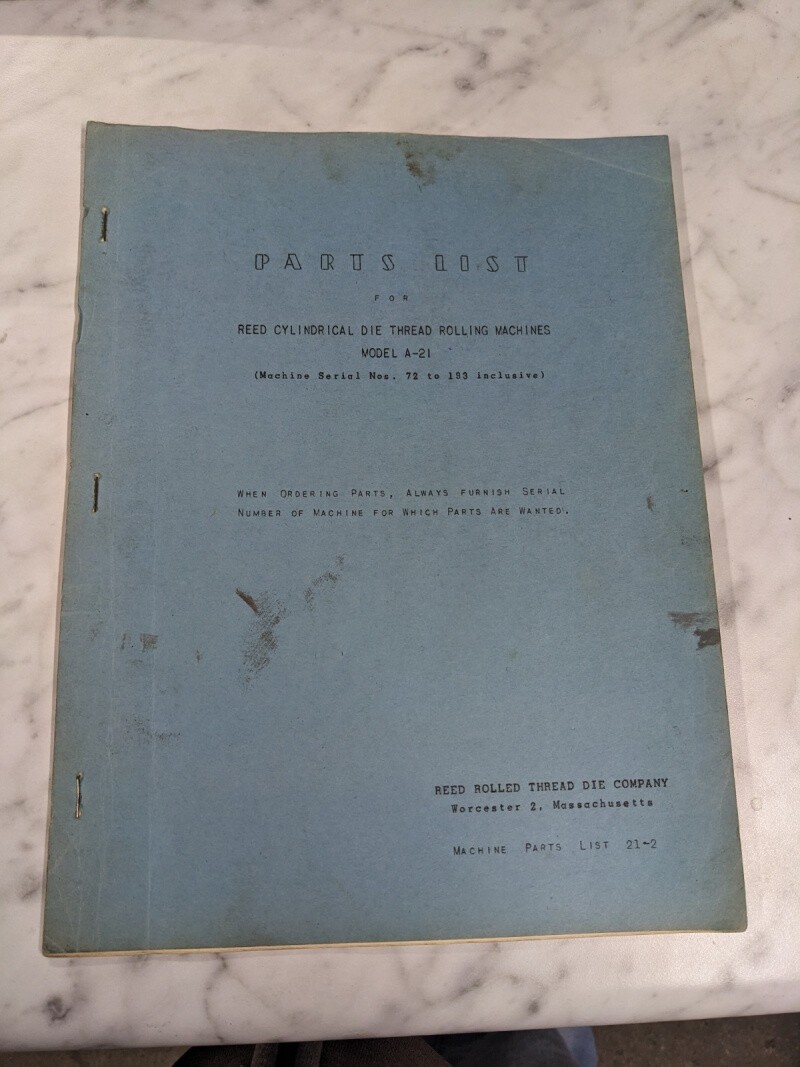 PARTS LIST
FOR
REED CYLINDRICAL DIE THREAD ROLLING MACHINES
MODEL A-21
(Machine Serial Nos. 72 to 193 inclusive)
WHEN ORDERING PARTS, ALWAYS FURNISH SERIAL
NUMBER OF MACHINE FOR WHICH PARTS ARE WANTED.
REED ROLLED THREAD DIE COMPANY
Worcester 2, Massachusetts
MACHINE PARTS LIST 21-2